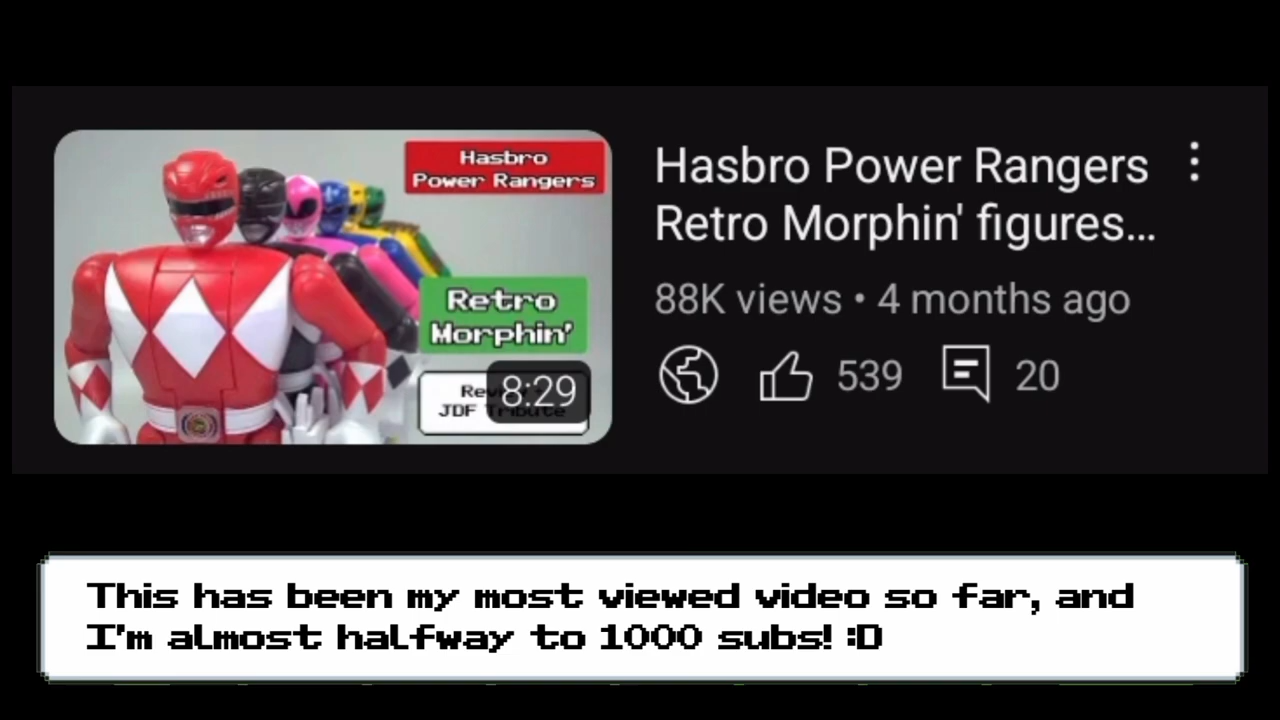 Hasbro
Power Rangers
Retro
Morphin'
JDF Tribute
8:29
Hasbro Power Rangers
Retro Morphin' figures...
88K views • 4 months ago
539
20
This has been my most viewed video so far, and
I'm almost halfway to 1000 subs! :D